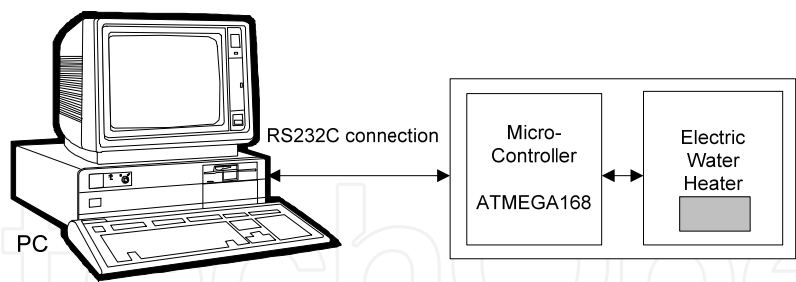 RS232C connection
PC
Micro-
Controller
ATMEGA168
Electric
Water
Heater